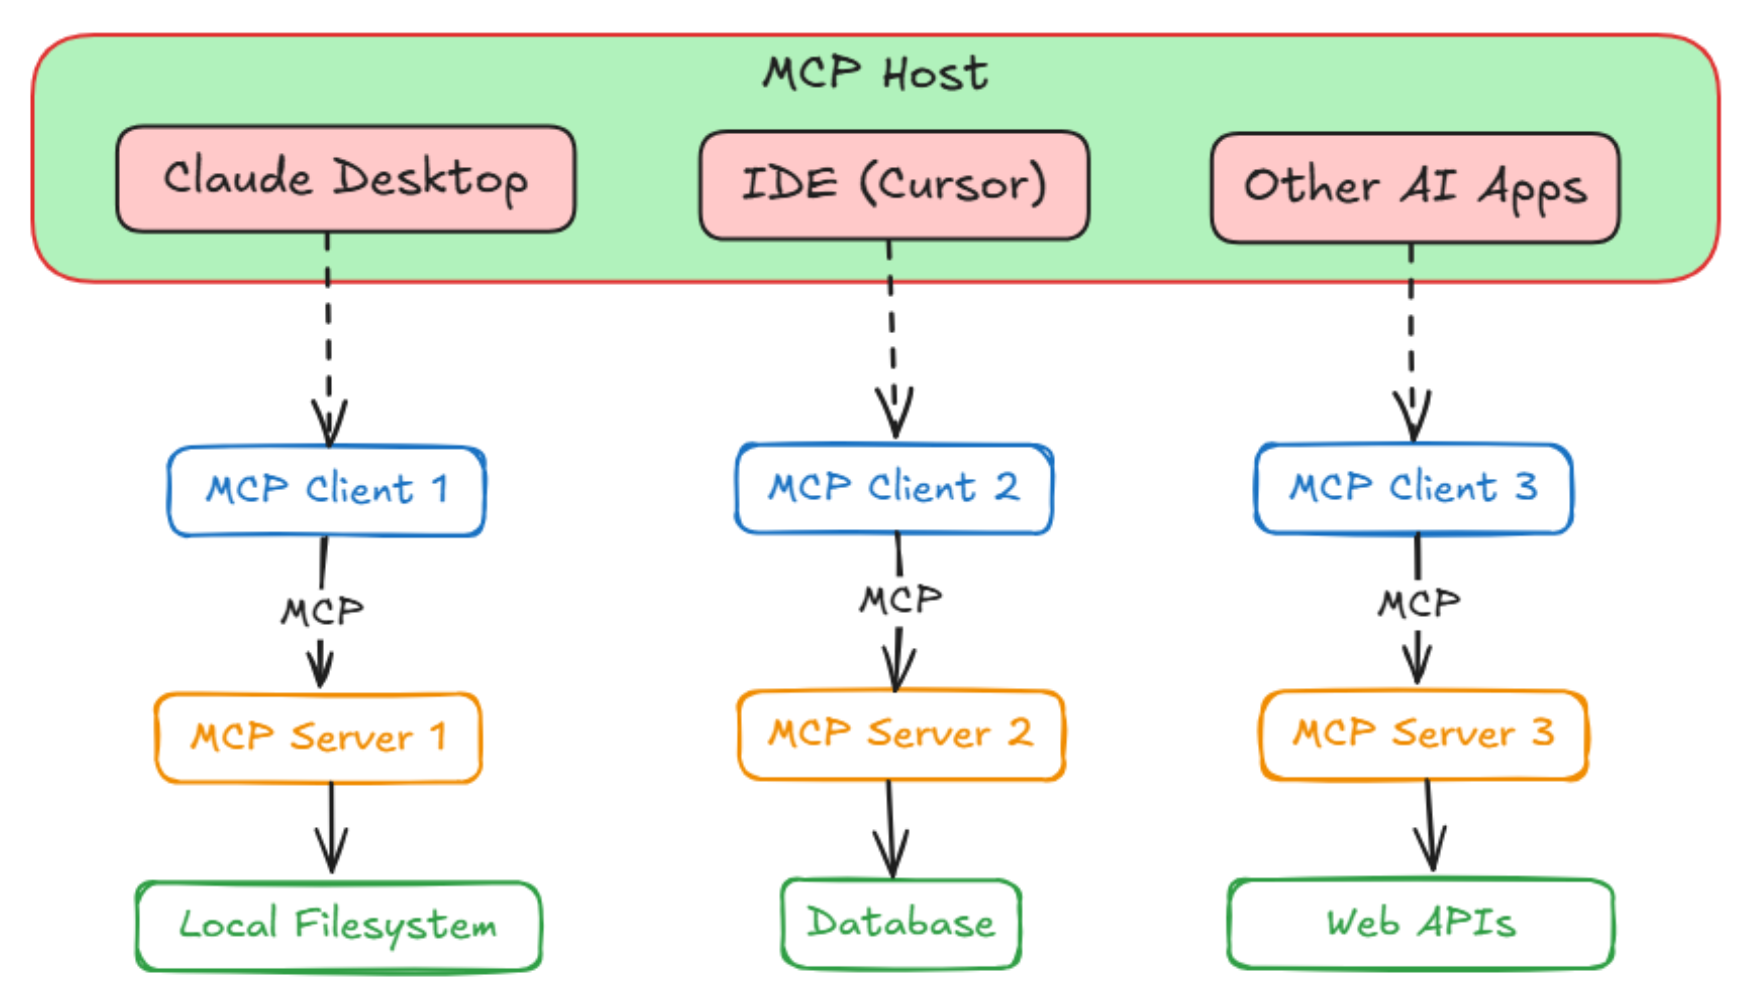 MCP Host
Claude Desktop
IDE (Cursor)
Other AI Apps
MCP Client 1
MCP Client 2
MCP Client 3
MCP
MCP
MCP
MCP Server 1
MCP Server 2
MCP Server 3
Local Filesystem
Database
Web APIs